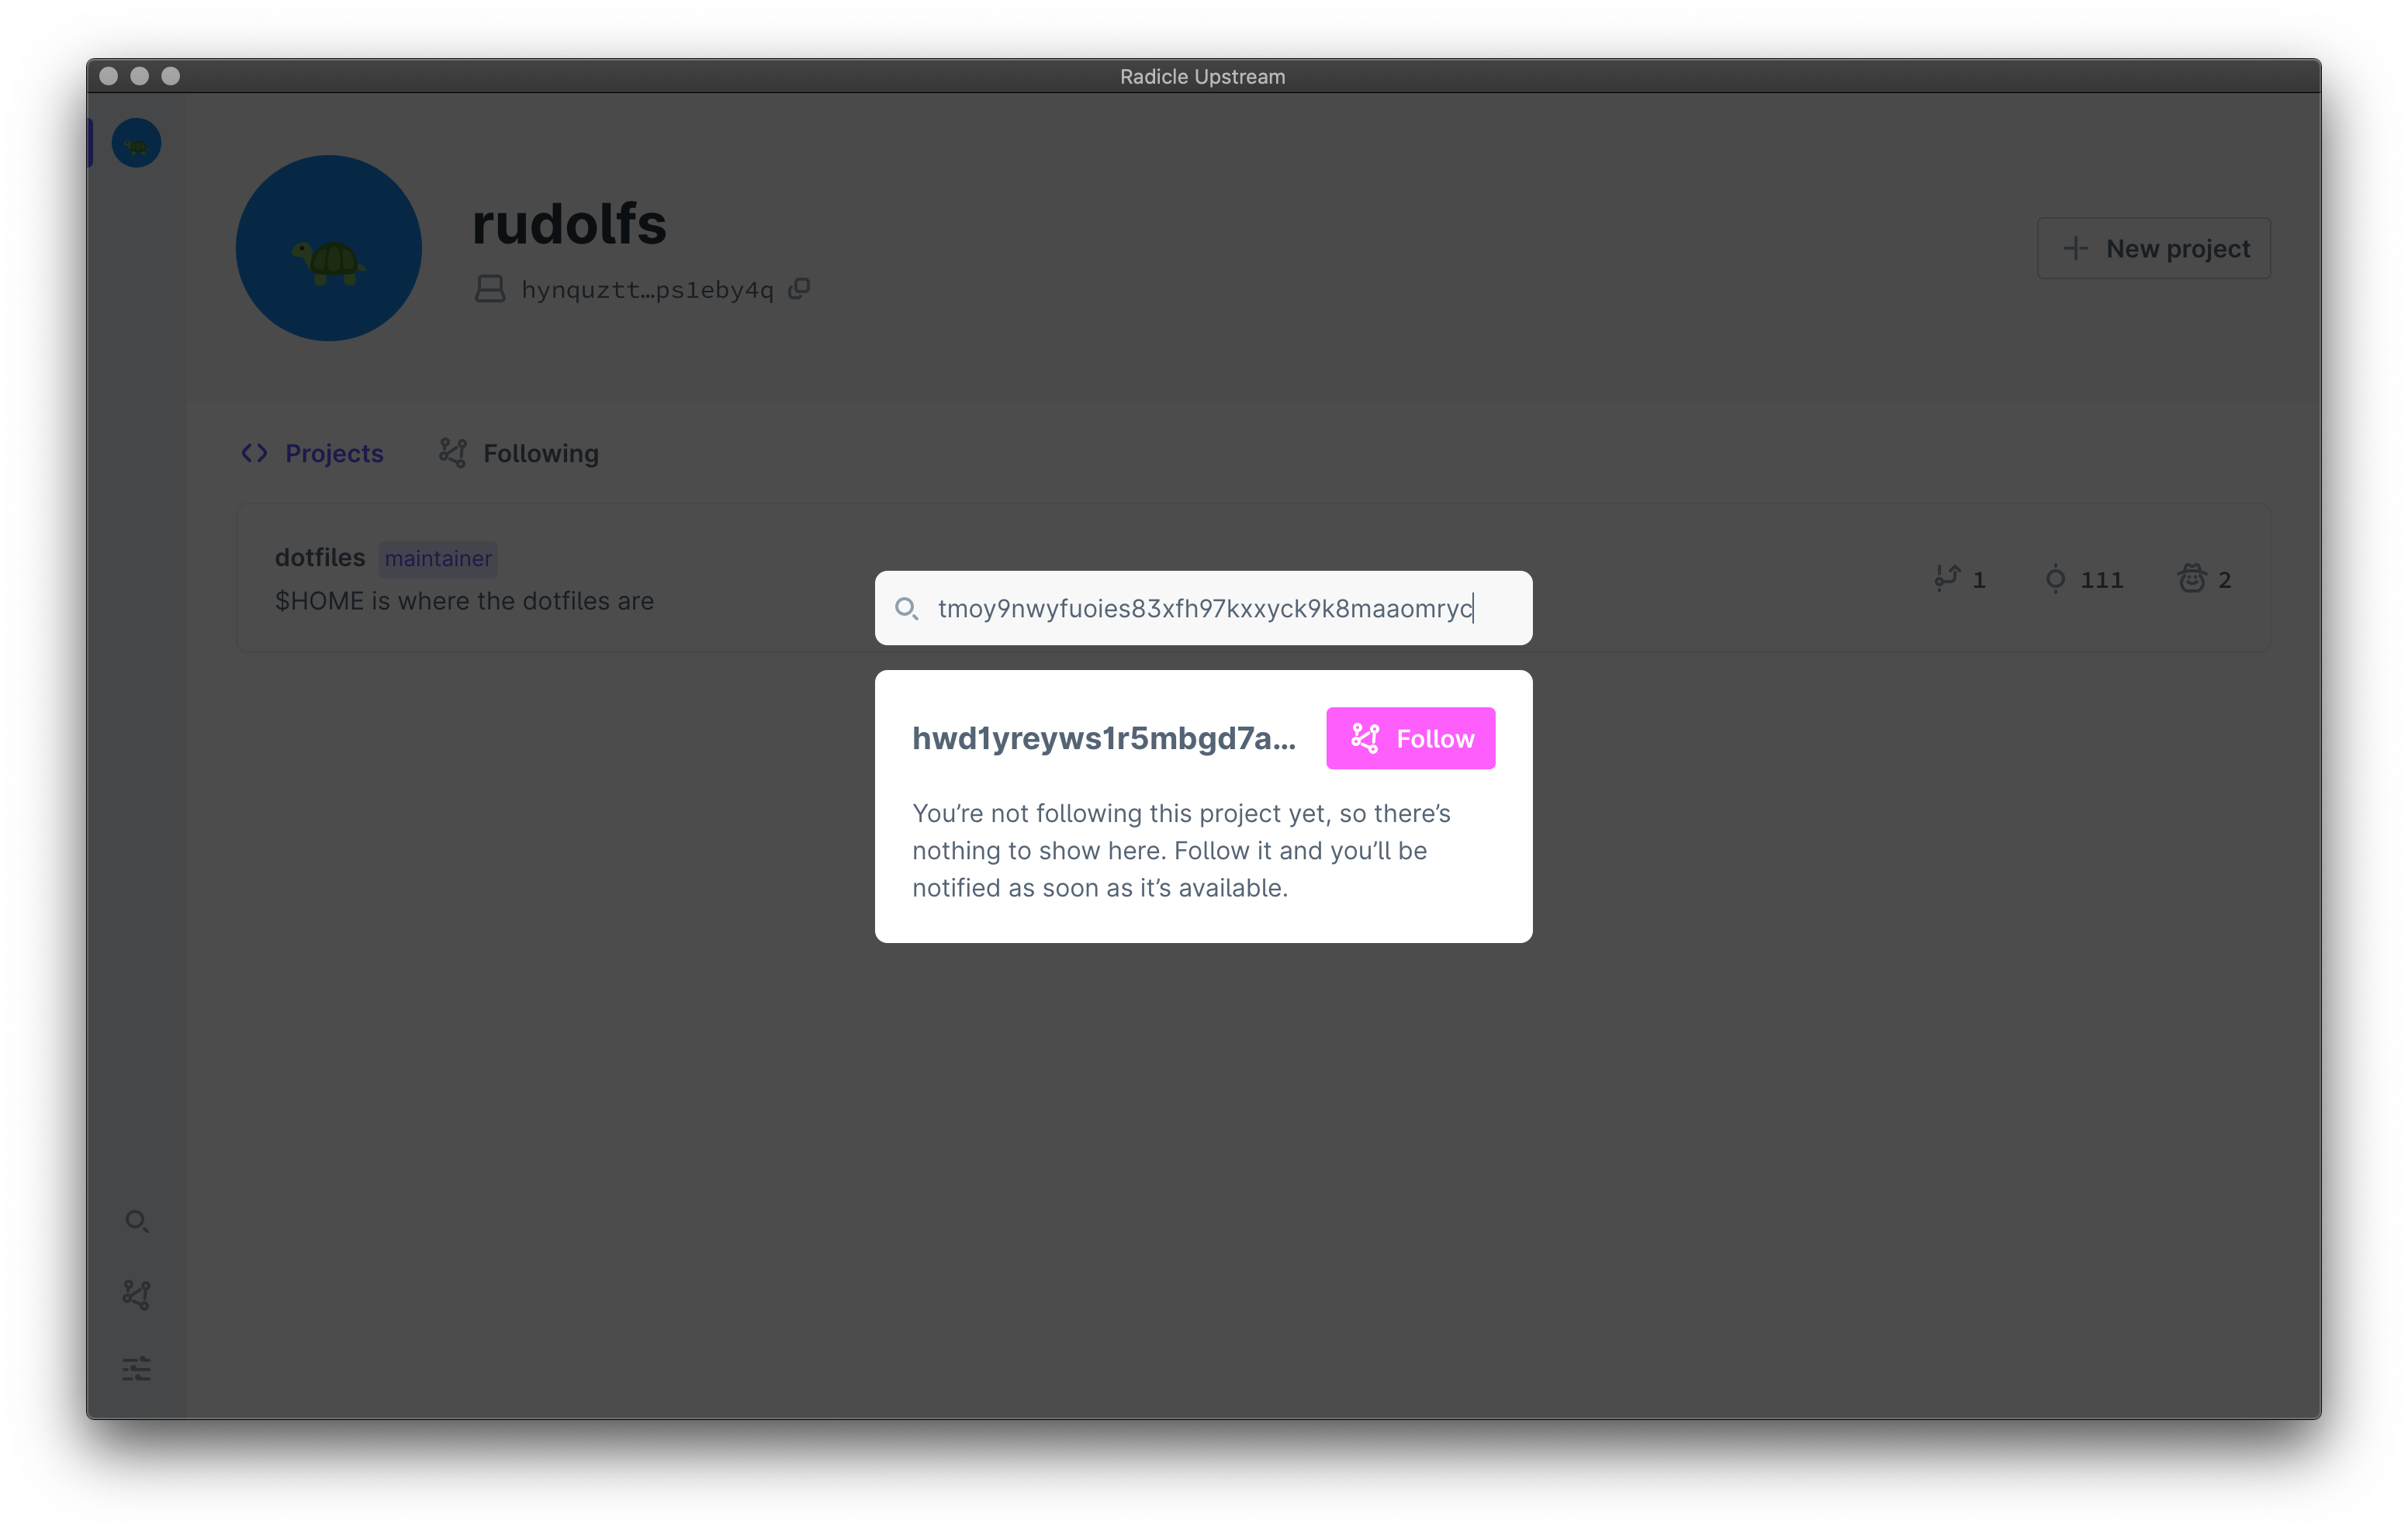 Radicle Upstream
rudolfs
hynquztt…ps1eby4q
New project
Projects
Following
dotfiles maintainer
$HOME is where the dotfiles are
1
111
2
tmoy9nwyfuoies83xfh97kxxyck9k8maaomryc
hwd1yreyws1r5mbgd7a…
Follow
You’re not following this project yet, so there’s
nothing to show here. Follow it and you’ll be
notified as soon as it’s available.